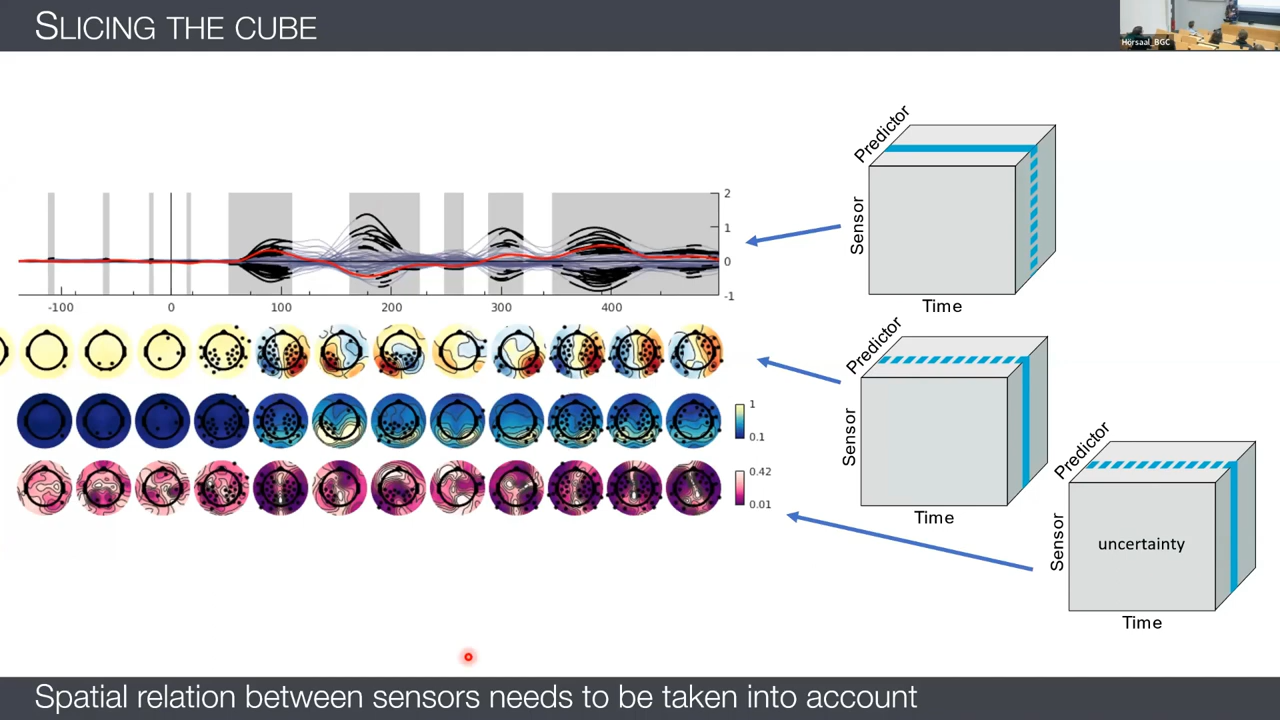 SLICING THE CUBE
Hörsaal_BGC
Predictor
Sensor
Time
2
1
0
-1
-100
0
100
200
300
400
Predictor
Sensor
Time
1
0.1
0.42
0.01
Predictor
Sensor
uncertainty
Time
Spatial relation between sensors needs to be taken into account